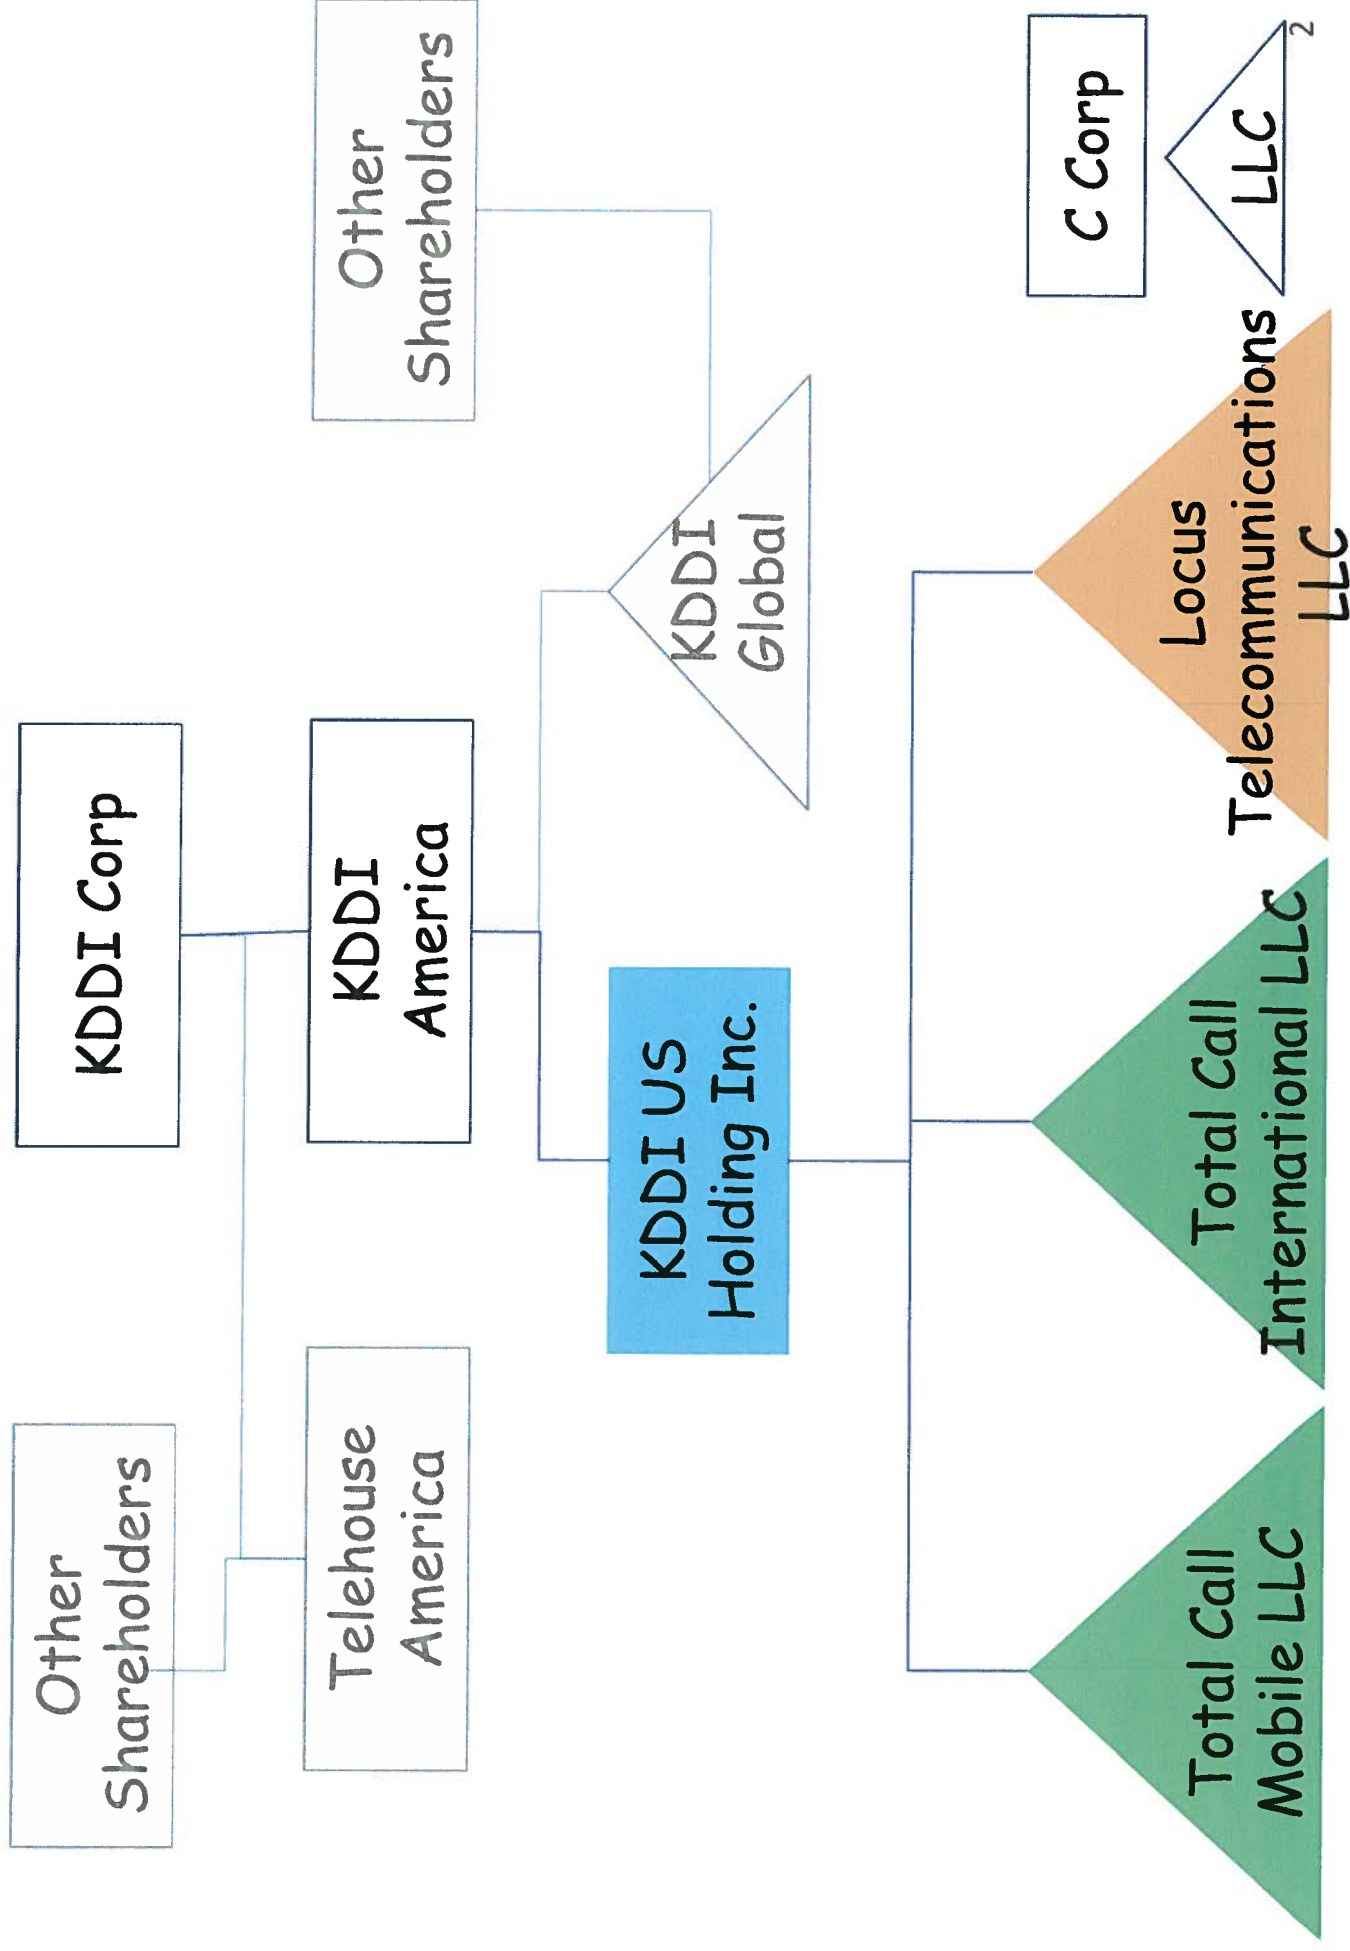 Other
Shareholders
KDDI Corp
Telehouse
America
KDDI
America
Other
Shareholders
KDDI US
Holding Inc.
KDDI
Global
Total Call
Mobile LLC
Total Call
International LLC
Locus
Telecommunications
LLC
C Corp
LLC
2